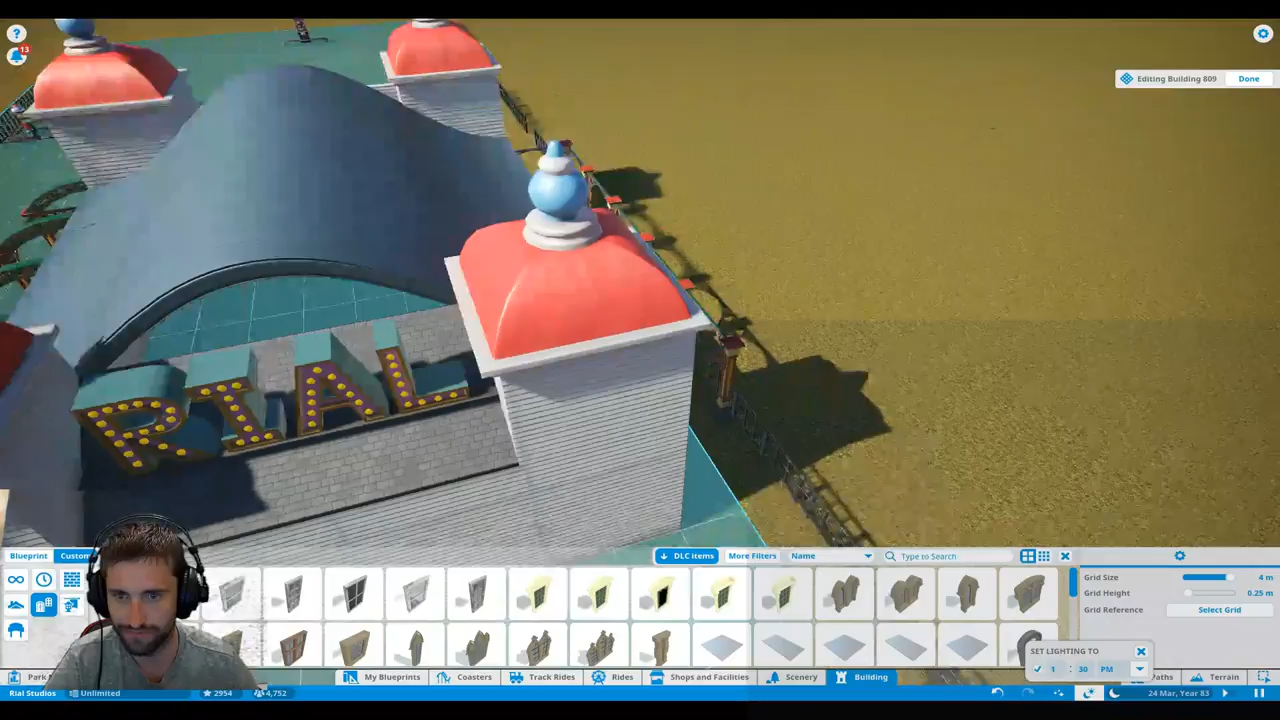 ?
13
Editing Building 809
Done
RIAL
Blueprint
Custom
DLC items
More Filters
Name
Type to Search
Grid Size
4 m
Grid Height
0.25 m
Grid Reference
Select Grid
SET LIGHTING TO
1 : 30 PM
Park
My Blueprints
Coasters
Track Rides
Rides
Shops and Facilities
Scenery
Building
Paths
Terrain
Rial Studios
Unlimited
2954
4,752
24 Mar, Year 83